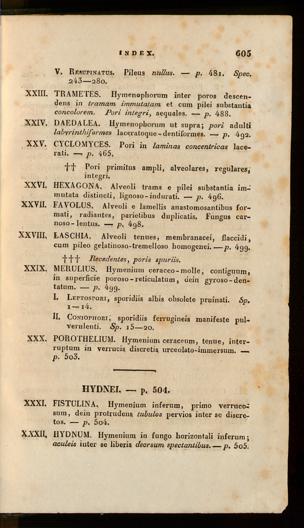 INDEX. 605
V. Resupinatus. Pileus nullus. — p. 481. Spec.
243—280.
XXIII. TRAMETES. Hymenophorum inter poros descen-
dens in tramam immutatam et cum pilei substantia
concolorem. Pori integri, aequales. — p. 488.
XXIV. DAEDALEA. Hymenophorum ut supra; pori adulti
labyrinthiformes laceratoque-dentiformes. — p. 492.
XXV. CYCLOMYCES. Pori in laminas concentricas lace-
rati. — p. 465.
†† Pori primitus ampli, alveolares, regulares,
integri.
XXVI. HEXAGONA. Alveoli trama e pilei substantia im-
mutata distincti, lignoso-indurati. — p. 496.
XXVII. FAVOLUS. Alveoli e lamellis anastomosantibus for-
mati, radiantes, parietibus duplicatis. Fungus car-
noso-lentus. — p. 498.
XXVIII. LASCHIA. Alveoli tenues, membranacei, flaccidi,
cum pileo gelatinoso-tremelloso homogenei. — p. 499.
††† Recedentes, poris spuriis.
XXIX. MERULIUS. Hymenium ceraceo-molle, contiguum,
in superficie poroso-reticulatum, dein gyroso-den-
tatum. — p. 499.
I. Leptospori, sporidiis albis obsolete pruinati. Sp.
1—14.
II. Coniophori, sporidiis ferrugineis manifeste pul-
verulenti. Sp. 15—20.
XXX. POROTHELIUM. Hymenium ceraceum, tenue, inter-
ruptum in verrucis discretis urceolato-immersum. —
p. 503.
HYDNEI. — p. 504.
XXXI. FISTULINA. Hymenium inferum, primo verruco-
sum, dein protrudens tubulos pervios inter se discre-
tos. — p. 504.
XXXII. HYDNUM. Hymenium in fungo horizontali inferum;
aculeis inter se liberis deorsum spectantibus. — p. 505.